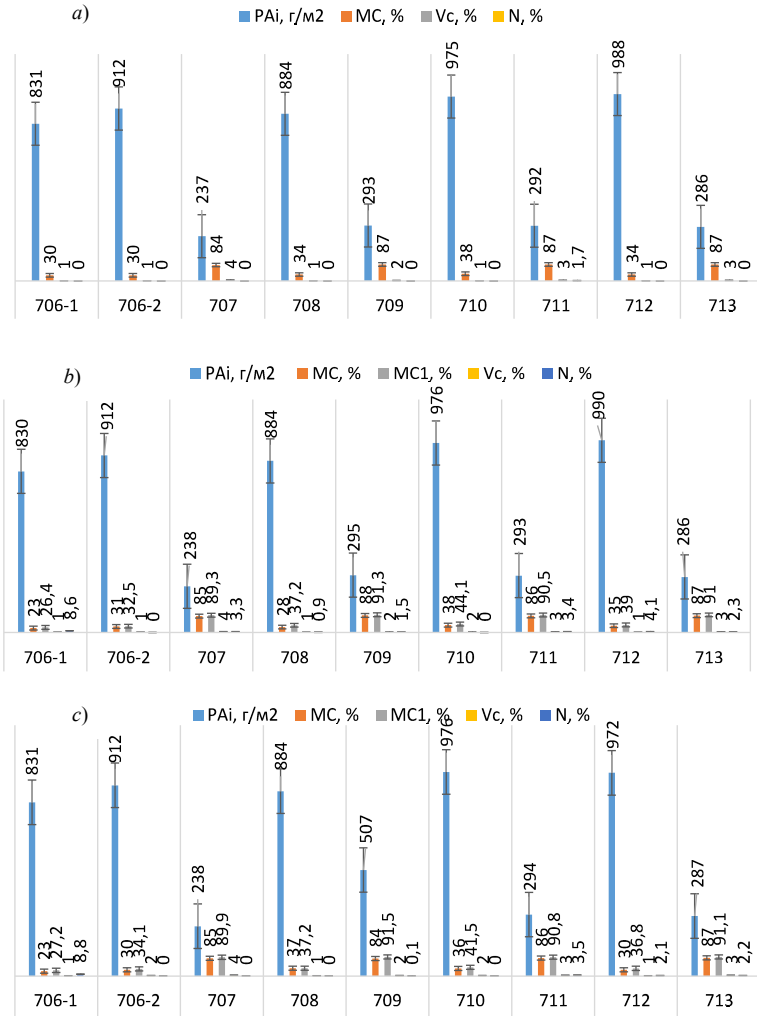 a)
PAi, г/м2 MC, % Vc, % N, %
831 30 1 0 912 30 1 0 237 84 4 0 884 34 1 0 293 87 2 0 975 38 1 0 292 87 3 1,7 988 34 1 0 286 87 3 0
706-1 706-2 707 708 709 710 711 712 713
b)
PAi, г/м2 MC, % MC1, % Vc, % N, %
830 23 26,4 1 8,6 912 31 32,5 1 0 238 85 89,3 4 3,3 884 28 37,2 1 0,9 295 88 91,3 2 1,5 976 38 44,1 2 0 293 86 90,5 3 3,4 990 35 39 1 4,1 286 87 91 3 2,3
706-1 706-2 707 708 709 710 711 712 713
c)
PAi, г/м2 MC, % MC1, % Vc, % N, %
831 23 27,2 1 8,8 912 30 34,1 2 0 238 85 89,9 4 0 884 37 37,2 1 0 507 84 91,5 2 0,1 976 36 41,5 2 0 294 86 90,8 3 3,5 972 30 36,8 1 2,1 287 87 91,1 3 2,2
706-1 706-2 707 708 709 710 711 712 713